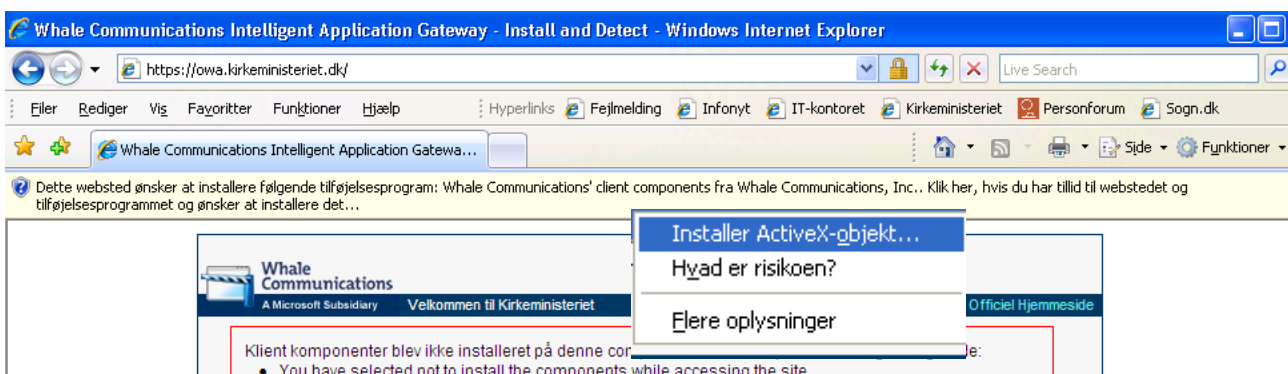 Whale Communications Intelligent Application Gateway - Install and Detect - Windows Internet Explorer
https://owa.kirkeministeriet.dk/
Live Search
Filer Rediger Vis Favoritter Funktioner Hjælp
Hyperlinks Fejlmelding Infonyt IT-kontoret Kirkeministeriet Personforum Sogn.dk
Whale Communications Intelligent Application Gatewa...
Side Funktioner
Dette websted ønsker at installere følgende tilføjelsesprogram: Whale Communications' client components fra Whale Communications, Inc.. Klik her, hvis du har tillid til webstedet og
tilføjelsesprogrammet og ønsker at installere det...
Installer ActiveX-objekt...
Hvad er risikoen?
Flere oplysninger
Whale
Communications
A Microsoft Subsidiary
Velkommen til Kirkeministeriet
Officiel Hjemmeside
Klient komponenter blev ikke installeret på denne
• You have selected not to install the components while accessing the site